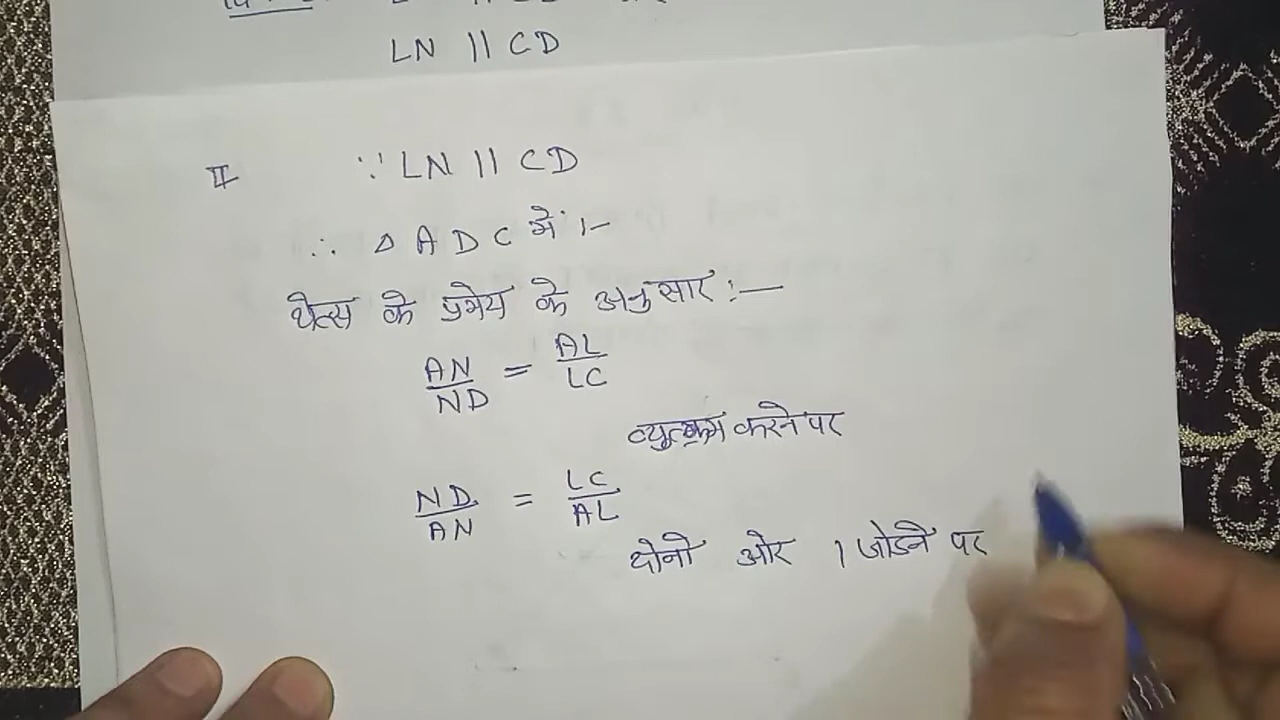 LN || CD
II ∵ LN || CD
∴ Δ ADC में :-
थेल्स के प्रमेय के अनुसार :—
AN/ND = AL/LC
व्युत्क्रम करने पर
ND/AN = LC/AL
दोनो ओर 1 जोडने पर